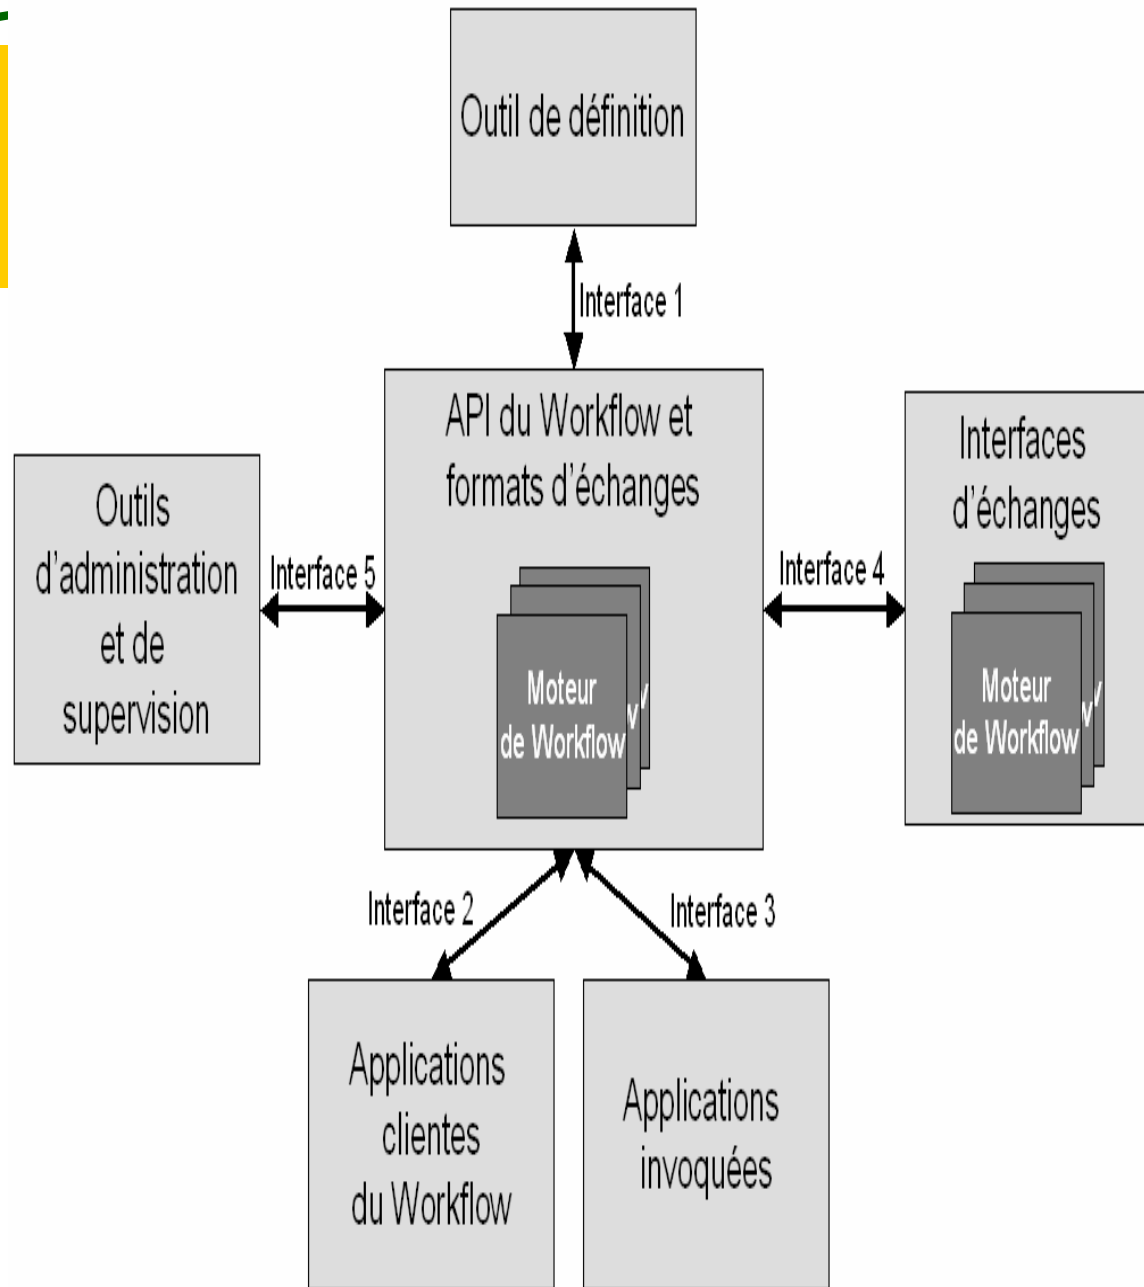 Outil de définition
Interface 1
API du Workflow et
formats d'échanges
Moteur
de Workflow
Interfaces
d'échanges
Moteur
de Workflow
Outils
d'administration
et de
supervision
Interface 5
Interface 4
Interface 2
Interface 3
Applications
clientes
du Workflow
Applications
invoquées